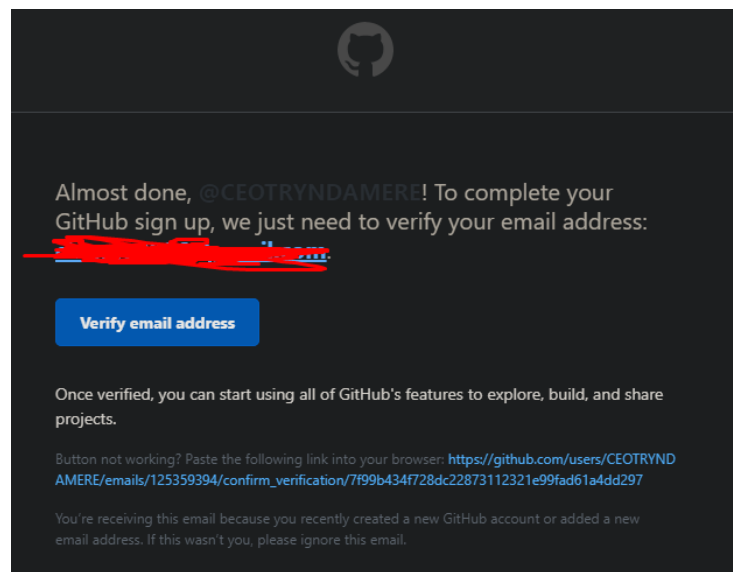 Almost done, @CEOTRYNDAMERE! To complete your
GitHub sign up, we just need to verify your email address:
Verify email address
Once verified, you can start using all of GitHub's features to explore, build, and share
projects.
Button not working? Paste the following link into your browser: https://github.com/users/CEOTRYND
AMERE/emails/125359394/confirm_verification/7f99b434f728dc22873112321e99fad61a4dd297
You're receiving this email because you recently created a new GitHub account or added a new
email address. If this wasn't you, please ignore this email.